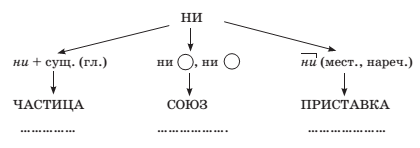 НИ
ни + сущ. (гл.) ни ◯, ни ◯ ни (мест., нареч.)
ЧАСТИЦА СОЮЗ ПРИСТАВКА
…………… ………………. …………………